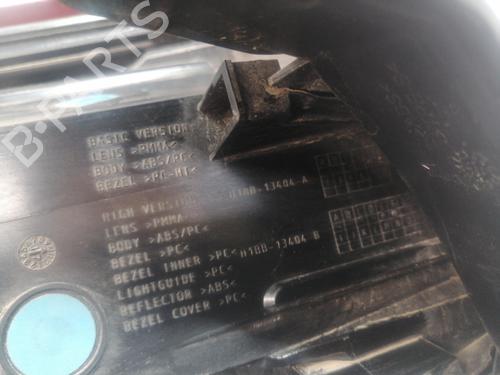 B-PARTS
BASIC VERSION
LENS >PMMA<
BODY >ABS/PC<
BEZEL >PC-HT
HIGH VERSION
LENS >PMMA<
BODY >ABS/PC<
BEZEL >PC<
BEZEL INNER >PC<
LIGHTGUIDE >PC<
REFLECTOR >ABS<
BEZEL COVER >PC<
H1BB-13404-A
H1BB-13404 B